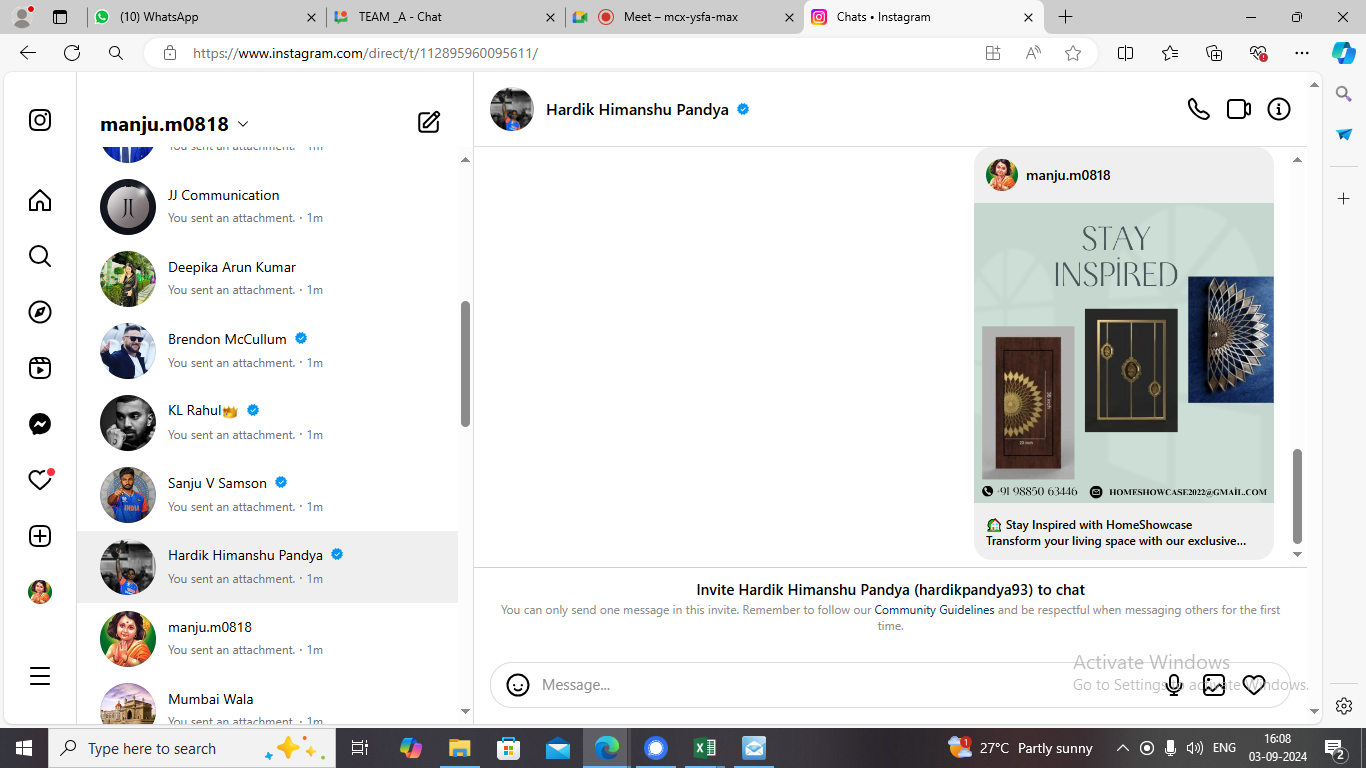 (10) WhatsApp
TEAM _A - Chat
Meet – mcx-ysfa-max
Chats • Instagram
https://www.instagram.com/direct/t/112895960095611/
manju.m0818
You sent an attachment. · 1m
JJ Communication
You sent an attachment. · 1m
Deepika Arun Kumar
You sent an attachment. · 1m
Brendon McCullum
You sent an attachment. · 1m
KL Rahul👑
You sent an attachment. · 1m
Sanju V Samson
You sent an attachment. · 1m
Hardik Himanshu Pandya
You sent an attachment. · 1m
manju.m0818
You sent an attachment. · 1m
Mumbai Wala
You sent an attachment. · 1m
Hardik Himanshu Pandya
manju.m0818
STAY
INSPIRED
36 inch
22 inch
+91 98850 63446
HOMESHOWCASE2022@GMAIL.COM
🏡 Stay Inspired with HomeShowcase
Transform your living space with our exclusive...
Invite Hardik Himanshu Pandya (hardikpandya93) to chat
You can only send one message in this invite. Remember to follow our Community Guidelines and be respectful when messaging others for the first
time.
Message...
Activate Windows
Go to Settings to activate Windows.
Type here to search
1
27°C Partly sunny
ENG
16:08
03-09-2024
2